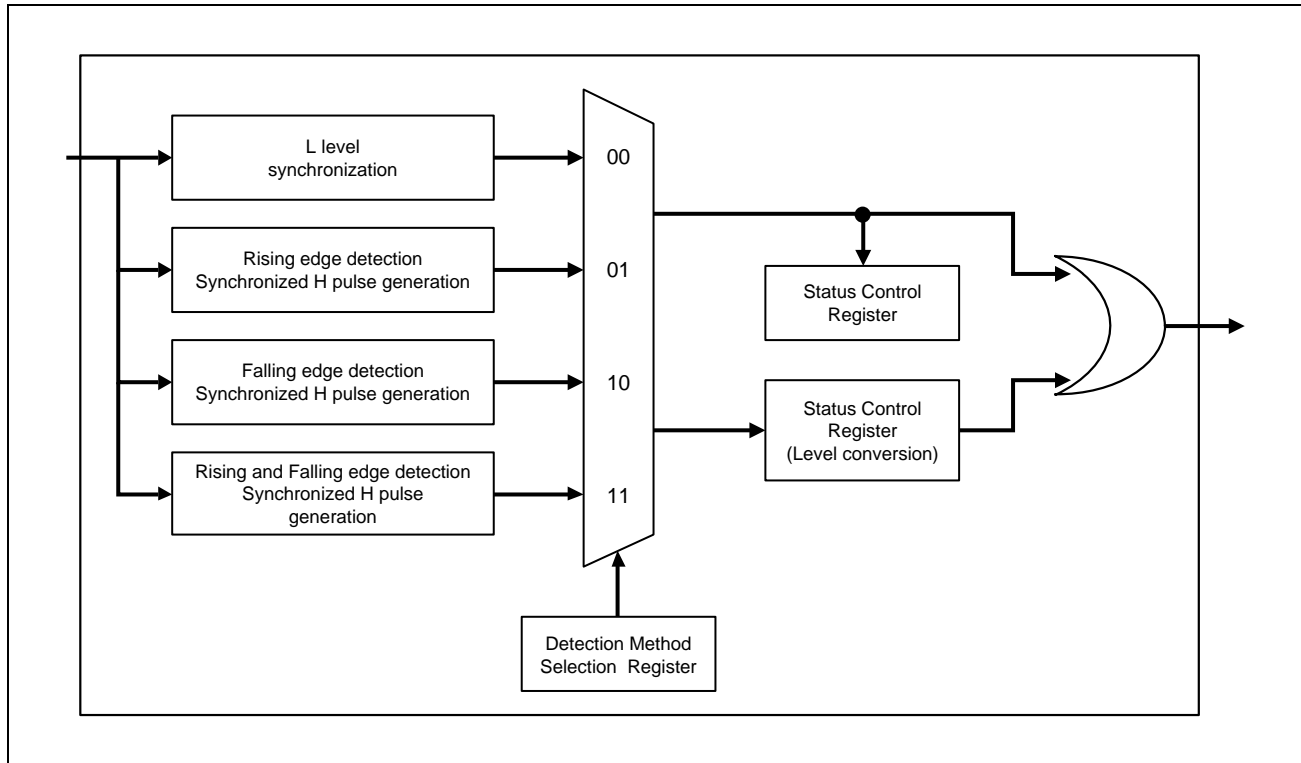 L level
synchronization
00
Rising edge detection
Synchronized H pulse generation
01
Status Control
Register
Falling edge detection
Synchronized H pulse generation
10
Status Control
Register
(Level conversion)
Rising and Falling edge detection
Synchronized H pulse
generation
11
Detection Method
Selection Register